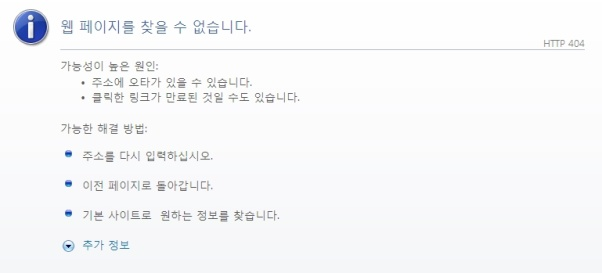 웹 페이지를 찾을 수 없습니다.
HTTP 404
가능성이 높은 원인:
• 주소에 오타가 있을 수 있습니다.
• 클릭한 링크가 만료된 것일 수도 있습니다.
가능한 해결 방법:
주소를 다시 입력하십시오.
이전 페이지로 돌아갑니다.
기본 사이트로 원하는 정보를 찾습니다.
추가 정보